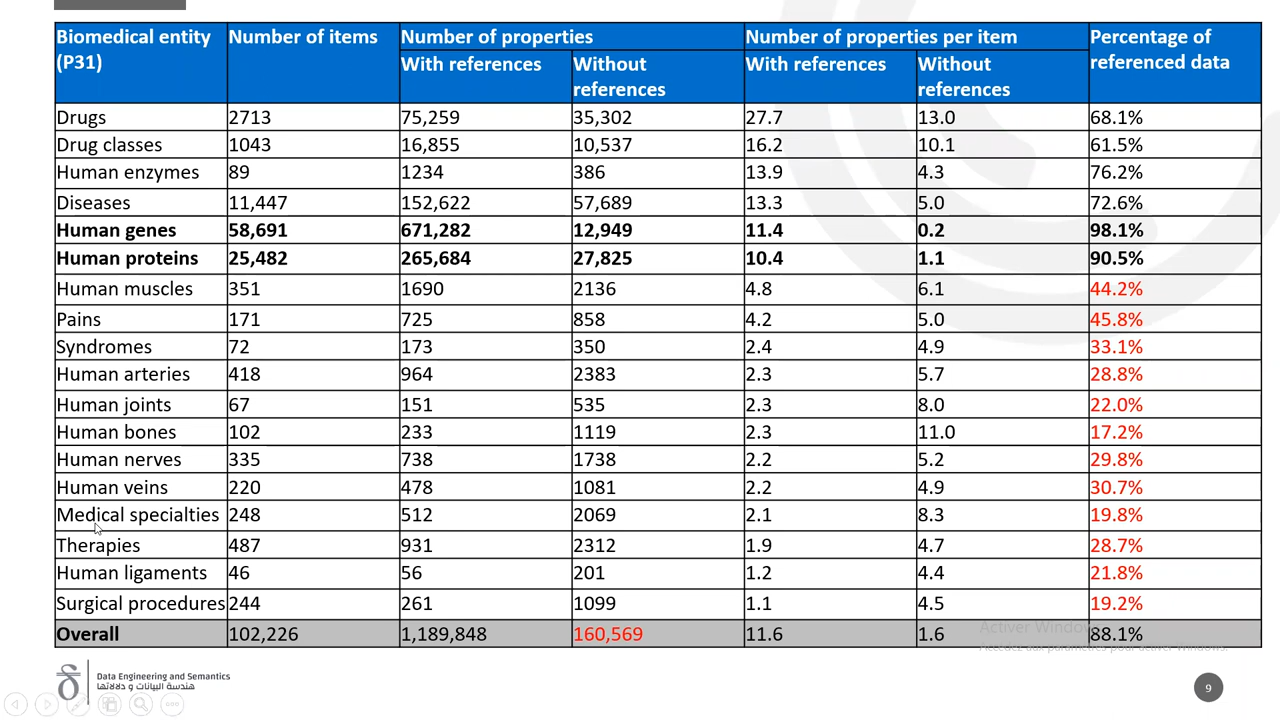 Biomedical entity (P31) Number of items Number of properties Number of properties per item Percentage of referenced data
With references Without references With references Without references
Drugs 2713 75,259 35,302 27.7 13.0 68.1%
Drug classes 1043 16,855 10,537 16.2 10.1 61.5%
Human enzymes 89 1234 386 13.9 4.3 76.2%
Diseases 11,447 152,622 57,689 13.3 5.0 72.6%
Human genes 58,691 671,282 12,949 11.4 0.2 98.1%
Human proteins 25,482 265,684 27,825 10.4 1.1 90.5%
Human muscles 351 1690 2136 4.8 6.1 44.2%
Pains 171 725 858 4.2 5.0 45.8%
Syndromes 72 173 350 2.4 4.9 33.1%
Human arteries 418 964 2383 2.3 5.7 28.8%
Human joints 67 151 535 2.3 8.0 22.0%
Human bones 102 233 1119 2.3 11.0 17.2%
Human nerves 335 738 1738 2.2 5.2 29.8%
Human veins 220 478 1081 2.2 4.9 30.7%
Medical specialties 248 512 2069 2.1 8.3 19.8%
Therapies 487 931 2312 1.9 4.7 28.7%
Human ligaments 46 56 201 1.2 4.4 21.8%
Surgical procedures 244 261 1099 1.1 4.5 19.2%
Overall 102,226 1,189,848 160,569 11.6 1.6 88.1%
Activer Windows
Accédez aux paramètres pour activer Windows.
Data Engineering and Semantics
هندسة البيانات و دلالاتها
9